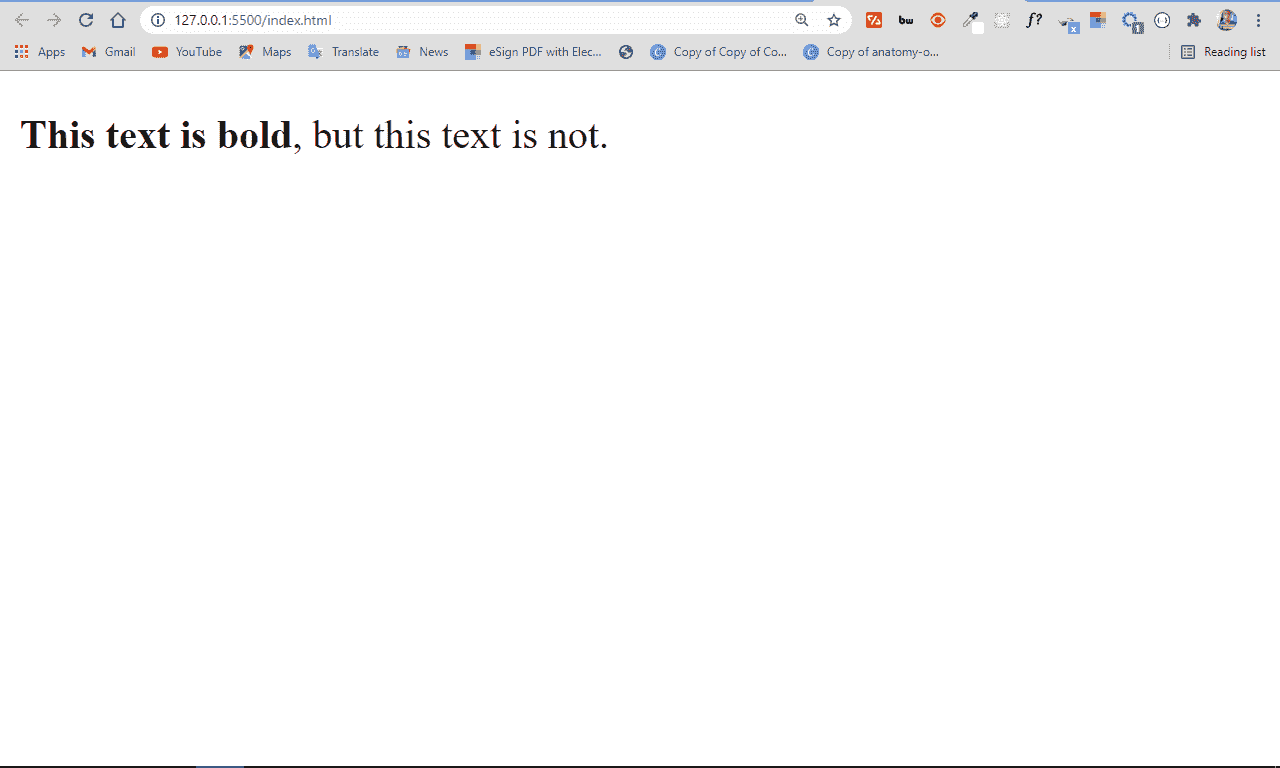 127.0.0.1:5500/index.html
bw
f?
x
Apps
Gmail
YouTube
Maps
Translate
News
eSign PDF with Elec...
Copy of Copy of Co...
Copy of anatomy-o...
Reading list
This text is bold, but this text is not.